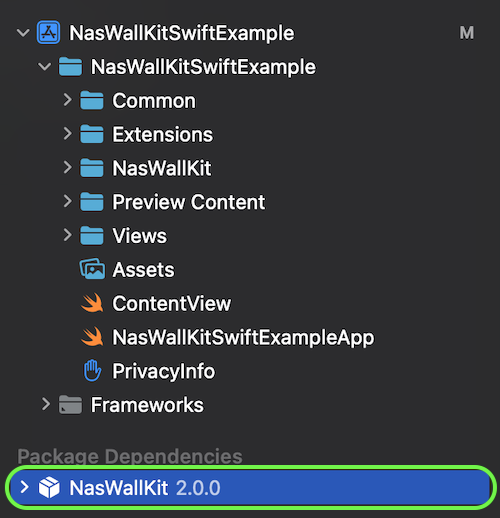 NasWallKitSwiftExample M
NasWallKitSwiftExample
Common
Extensions
NasWallKit
Preview Content
Views
Assets
ContentView
NasWallKitSwiftExampleApp
PrivacyInfo
Frameworks
Package Dependencies
NasWallKit 2.0.0